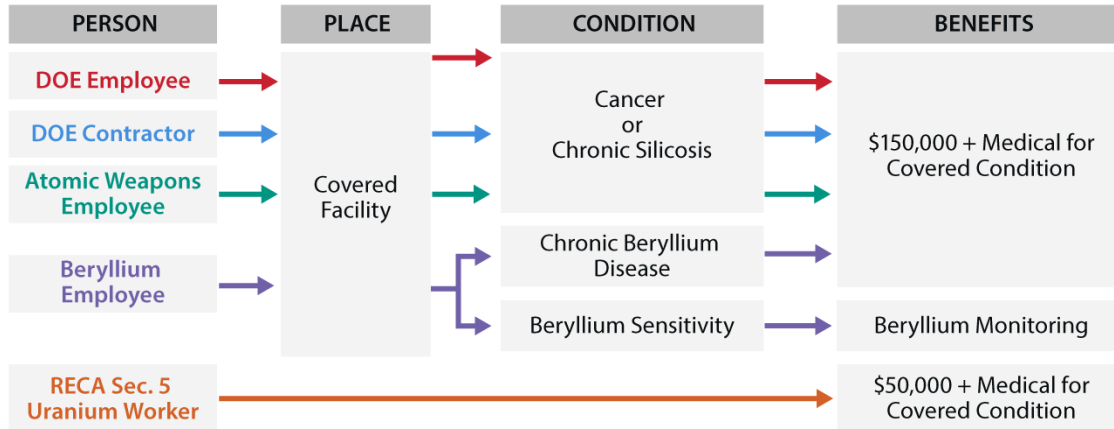 PERSON
PLACE
CONDITION
BENEFITS
DOE Employee
DOE Contractor
Atomic Weapons
Employee
Beryllium
Employee
Covered
Facility
Cancer
or
Chronic Silicosis
Chronic Beryllium
Disease
Beryllium Sensitivity
$150,000 + Medical for
Covered Condition
Beryllium Monitoring
RECA Sec. 5
Uranium Worker
$50,000 + Medical for
Covered Condition